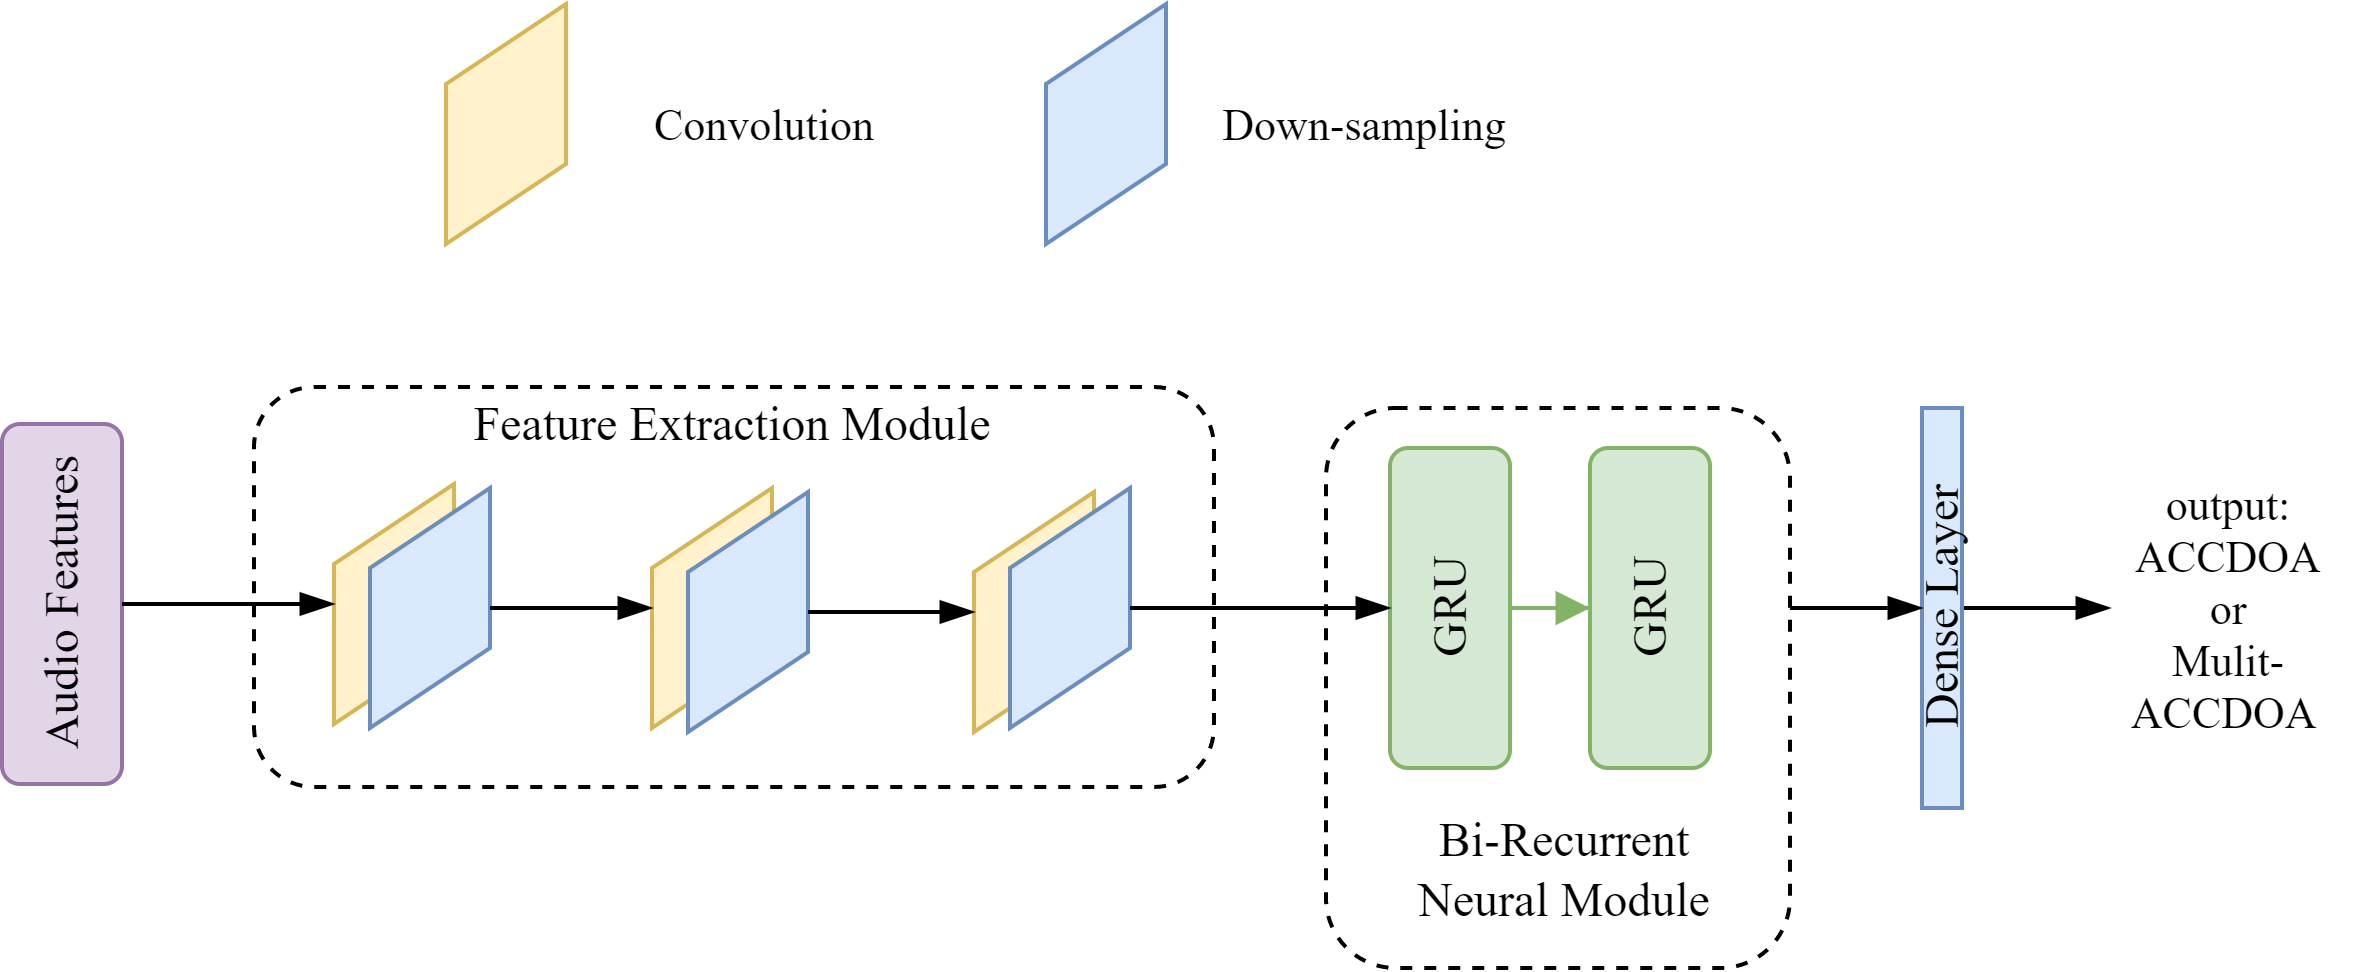 Convolution
Down-sampling
Feature Extraction Module
Audio Features
GRU
GRU
Bi-Recurrent
Neural Module
Dense Layer
output:
ACCDOA
or
Mulit-
ACCDOA